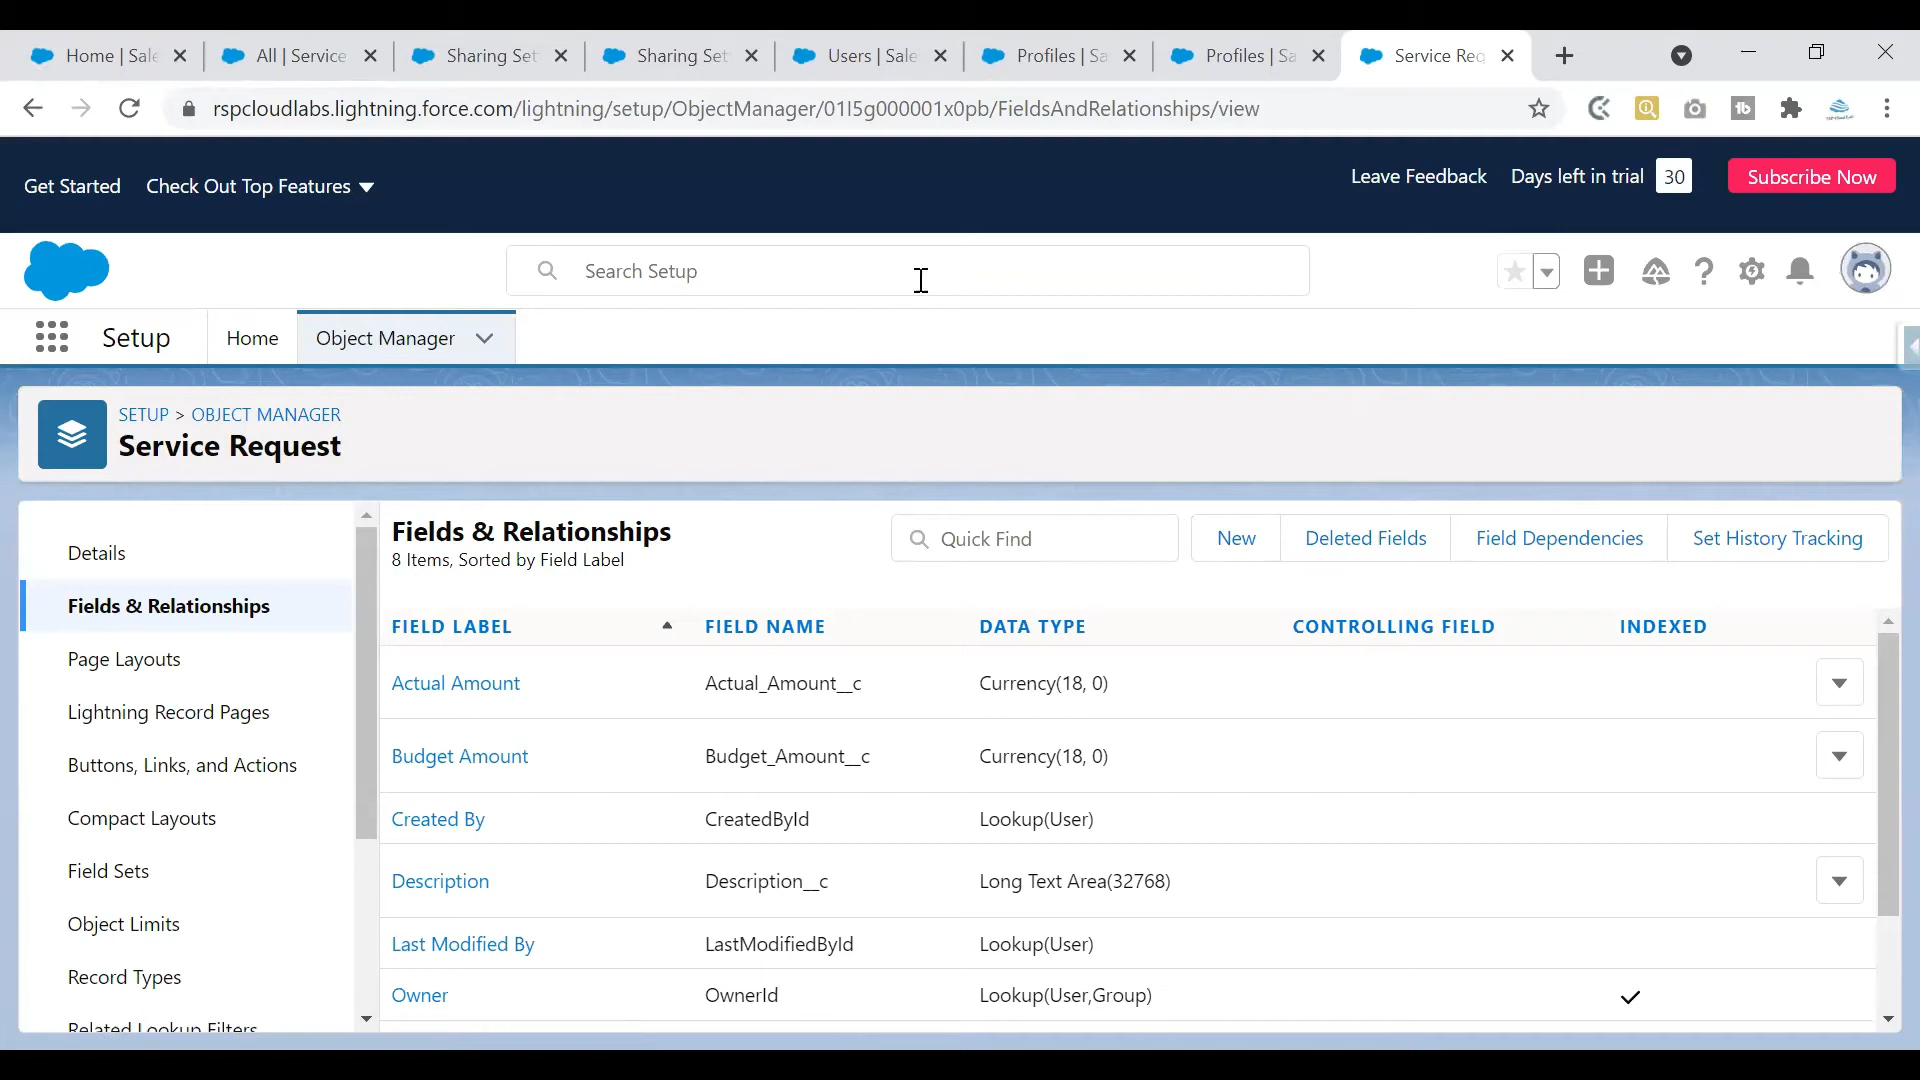 Home | Sale
All | Service
Sharing Set
Sharing Set
Users | Sale
Profiles | Sa
Profiles | Sa
Service Req
rspcloudlabs.lightning.force.com/lightning/setup/ObjectManager/01I5g000001x0pb/FieldsAndRelationships/view
Get Started
Check Out Top Features
Leave Feedback
Days left in trial
30
Subscribe Now
Search Setup
Setup
Home
Object Manager
SETUP > OBJECT MANAGER
Service Request
Details
Fields & Relationships
Page Layouts
Lightning Record Pages
Buttons, Links, and Actions
Compact Layouts
Field Sets
Object Limits
Record Types
Related Lookup Filters
Fields & Relationships
8 Items, Sorted by Field Label
Quick Find
New
Deleted Fields
Field Dependencies
Set History Tracking
FIELD LABEL FIELD NAME DATA TYPE CONTROLLING FIELD INDEXED
Actual Amount Actual_Amount__c Currency(18, 0)
Budget Amount Budget_Amount__c Currency(18, 0)
Created By CreatedById Lookup(User)
Description Description__c Long Text Area(32768)
Last Modified By LastModifiedById Lookup(User)
Owner OwnerId Lookup(User,Group)